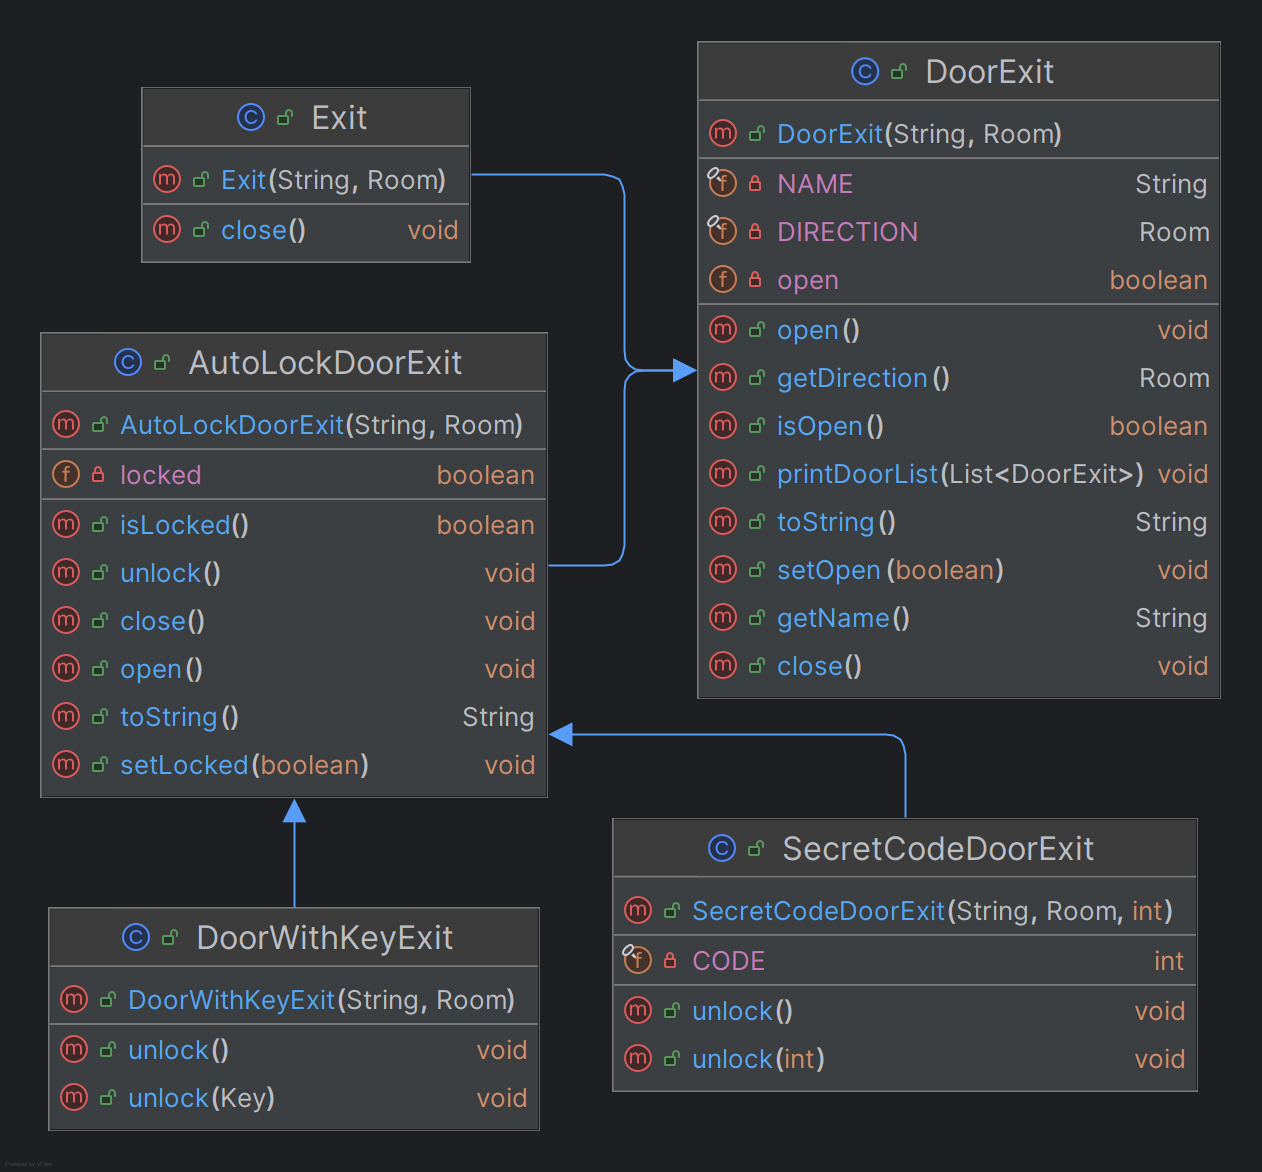 Exit
Exit(String, Room)
close() void
DoorExit
DoorExit(String, Room)
NAME String
DIRECTION Room
open boolean
open() void
getDirection() Room
isOpen() boolean
printDoorList(List<DoorExit>) void
toString() String
setOpen(boolean) void
getName() String
close() void
AutoLockDoorExit
AutoLockDoorExit(String, Room)
locked boolean
isLocked() boolean
unlock() void
close() void
open() void
toString() String
setLocked(boolean) void
DoorWithKeyExit
DoorWithKeyExit(String, Room)
unlock() void
unlock(Key) void
SecretCodeDoorExit
SecretCodeDoorExit(String, Room, int)
CODE int
unlock() void
unlock(int) void
Powered by yFiles